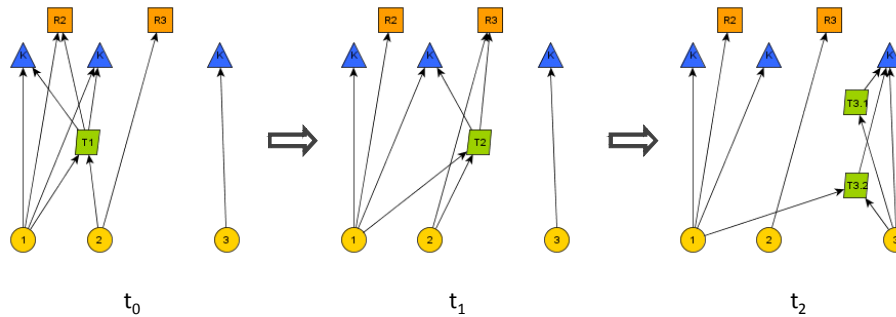 R2 R3 R2 R3 R2 R3
K K K K K K K K K
T3.1
T1 T2
T3.2
1 2 3 1 2 3 1 2 3
t0 t1 t2